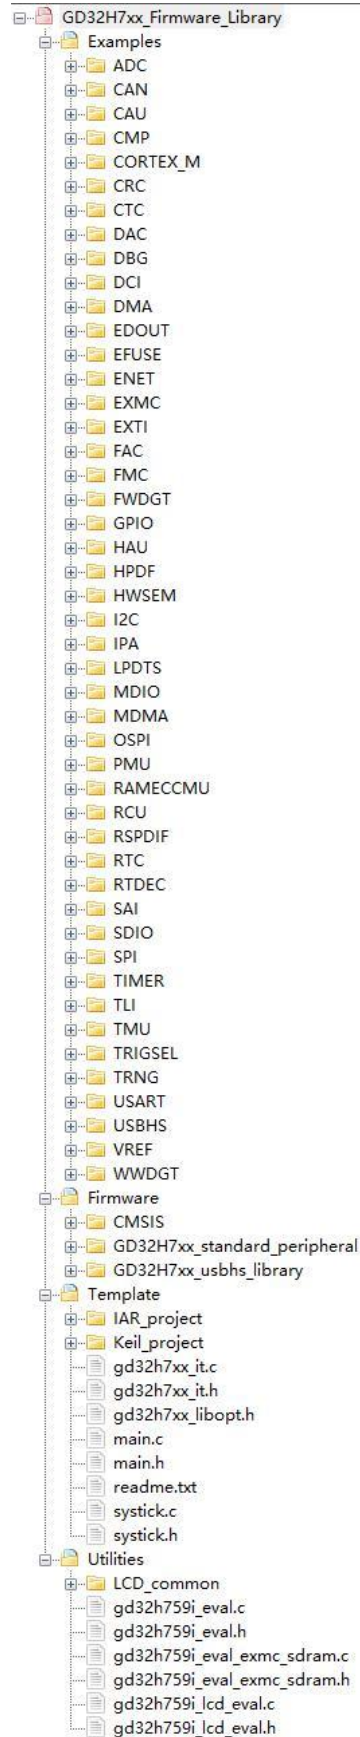 GD32H7xx_Firmware_Library
Examples
ADC
CAN
CAU
CMP
CORTEX_M
CRC
CTC
DAC
DBG
DCI
DMA
EDOUT
EFUSE
ENET
EXMC
EXTI
FAC
FMC
FWDGT
GPIO
HAU
HPDF
HWSEM
I2C
IPA
LPDTS
MDIO
MDMA
OSPI
PMU
RAMECCMU
RCU
RSPDIF
RTC
RTDEC
SAI
SDIO
SPI
TIMER
TLI
TMU
TRIGSEL
TRNG
USART
USBHS
VREF
WWDGT
Firmware
CMSIS
GD32H7xx_standard_peripheral
GD32H7xx_usbhs_library
Template
IAR_project
Keil_project
gd32h7xx_it.c
gd32h7xx_it.h
gd32h7xx_libopt.h
main.c
main.h
readme.txt
systick.c
systick.h
Utilities
LCD_common
gd32h759i_eval.c
gd32h759i_eval.h
gd32h759i_eval_exmc_sdram.c
gd32h759i_eval_exmc_sdram.h
gd32h759i_lcd_eval.c
gd32h759i_lcd_eval.h